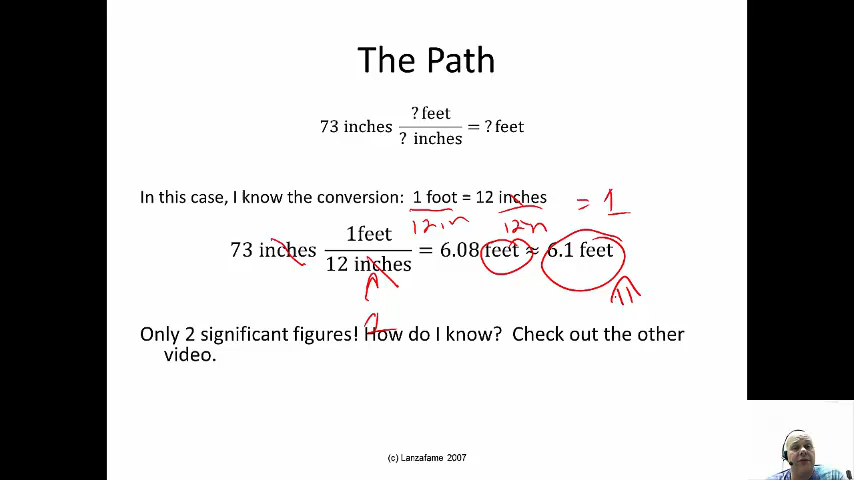 The Path
73 inches ? feet / ? inches = ? feet
In this case, I know the conversion: 1 foot = 12 inches = 1
12 in 12 in
73 inches 1feet / 12 inches = 6.08 feet ≈ 6.1 feet
1
Only 2 significant figures! How do I know? Check out the other
video.
(c) Lanzafame 2007